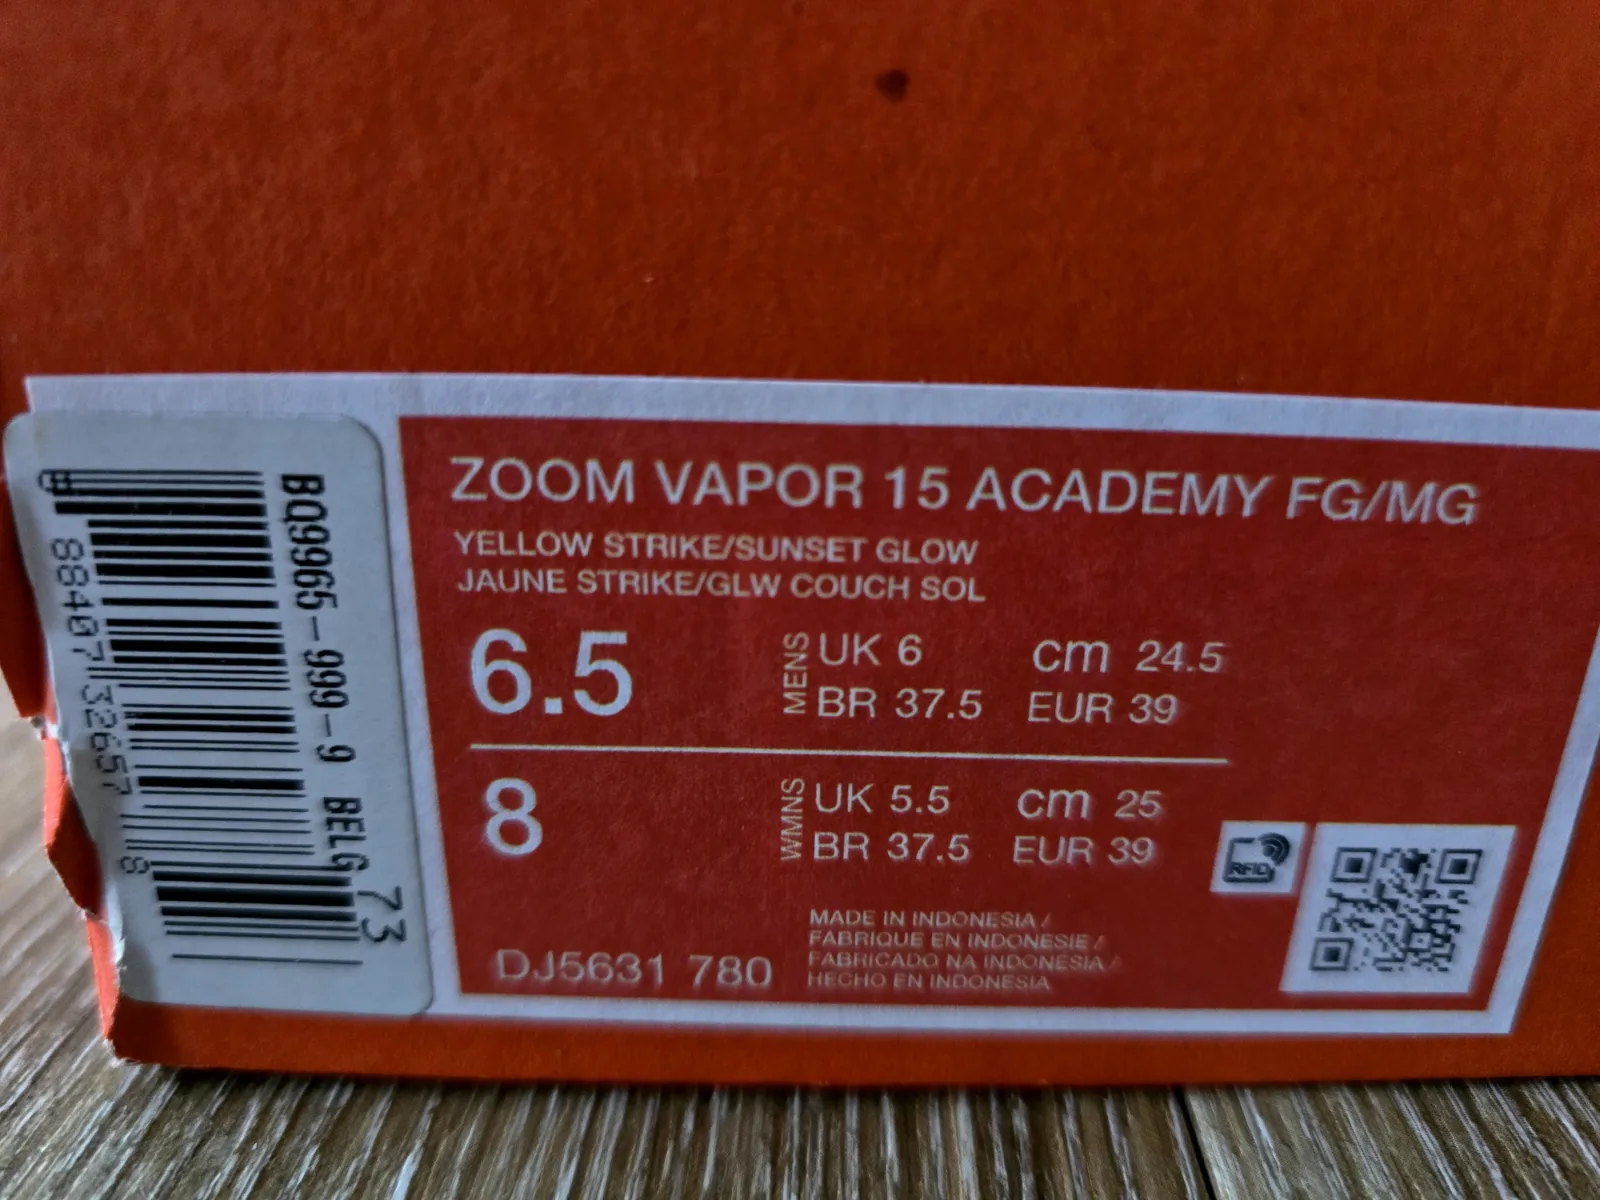 ZOOM VAPOR 15 ACADEMY FG/MG
YELLOW STRIKE/SUNSET GLOW
JAUNE STRIKE/GLW COUCH SOL
6.5
MENS
UK 6 cm 24.5
BR 37.5 EUR 39
8
WMNS
UK 5.5 cm 25
BR 37.5 EUR 39
MADE IN INDONESIA /
FABRIQUE EN INDONESIE /
FABRICADO NA INDONESIA /
HECHO EN INDONESIA
DJ5631 780
RFID
BQ9965-999-9 BELG
73
88407 32657 8